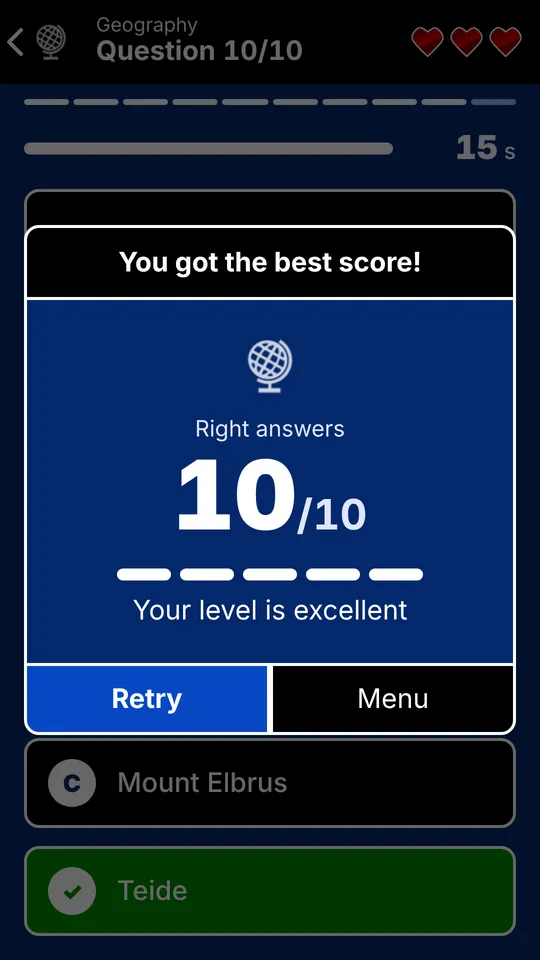 Geography
Question 10/10
15 s
You got the best score!
Right answers
10/10
Your level is excellent
Retry
Menu
C
Mount Elbrus
Teide